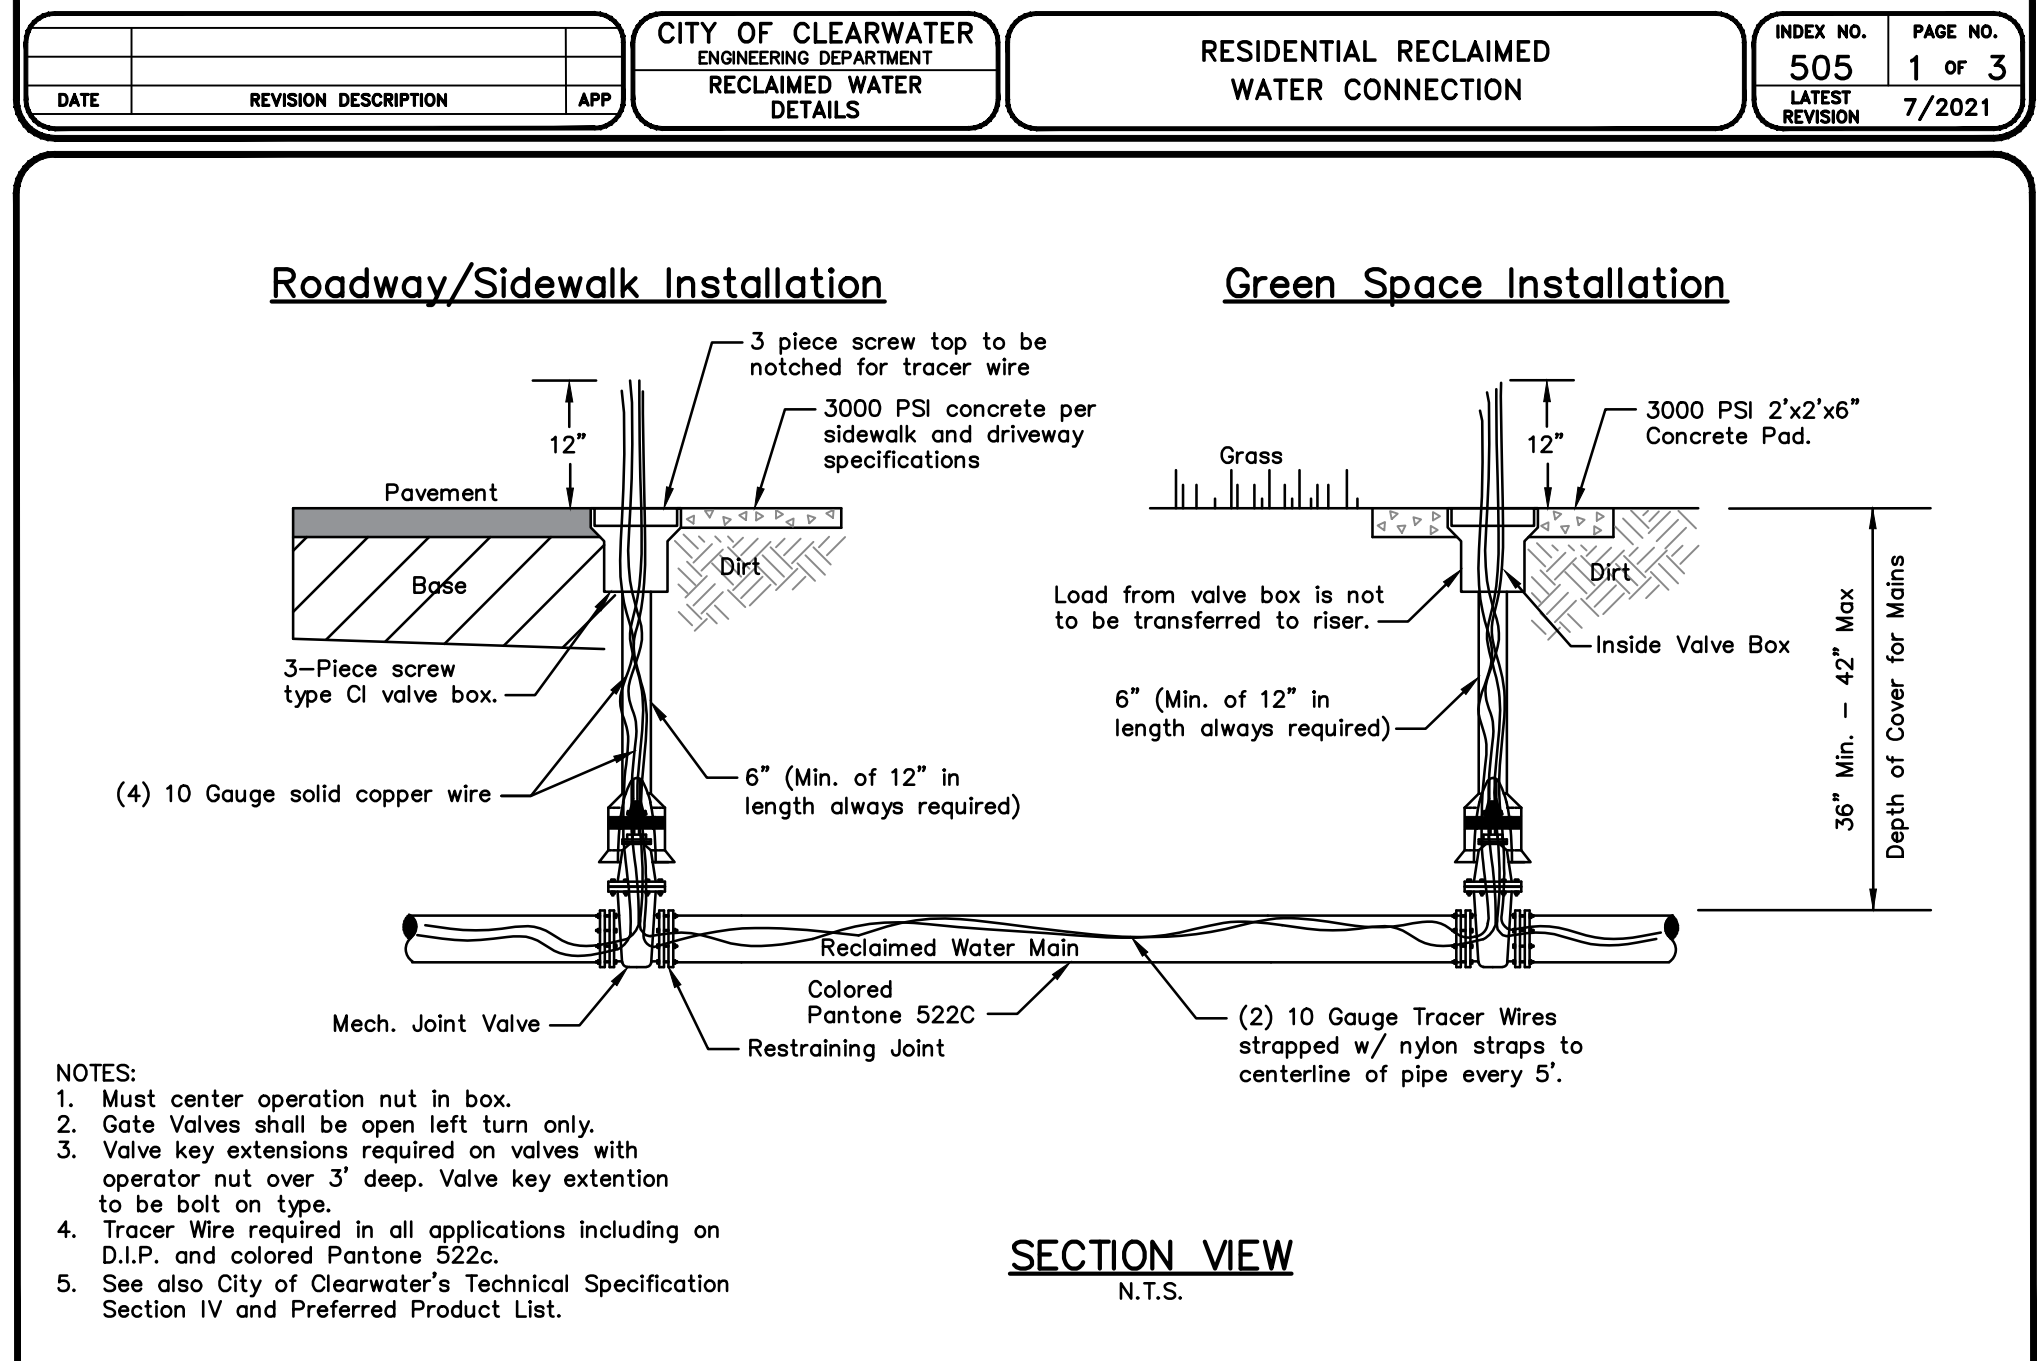 DATE
REVISION DESCRIPTION
APP
CITY OF CLEARWATER
ENGINEERING DEPARTMENT
RECLAIMED WATER
DETAILS
RESIDENTIAL RECLAIMED
WATER CONNECTION
INDEX NO.
505
PAGE NO.
1 OF 3
LATEST
REVISION
7/2021
Roadway/Sidewalk Installation
3 piece screw top to be
notched for tracer wire
3000 PSI concrete per
sidewalk and driveway
specifications
12"
Pavement
Base
Dirt
3-Piece screw
type CI valve box.
(4) 10 Gauge solid copper wire
6" (Min. of 12" in
length always required)
Green Space Installation
12"
3000 PSI 2'x2'x6"
Concrete Pad.
Grass
Dirt
Load from valve box is not
to be transferred to riser.
Inside Valve Box
6" (Min. of 12" in
length always required)
36" Min. - 42" Max
Depth of Cover for Mains
Reclaimed Water Main
Colored
Pantone 522C
Mech. Joint Valve
Restraining Joint
(2) 10 Gauge Tracer Wires
strapped w/ nylon straps to
centerline of pipe every 5'.
NOTES:
1. Must center operation nut in box.
2. Gate Valves shall be open left turn only.
3. Valve key extensions required on valves with
operator nut over 3' deep. Valve key extention
to be bolt on type.
4. Tracer Wire required in all applications including on
D.I.P. and colored Pantone 522c.
5. See also City of Clearwater's Technical Specification
Section IV and Preferred Product List.
SECTION VIEW
N.T.S.